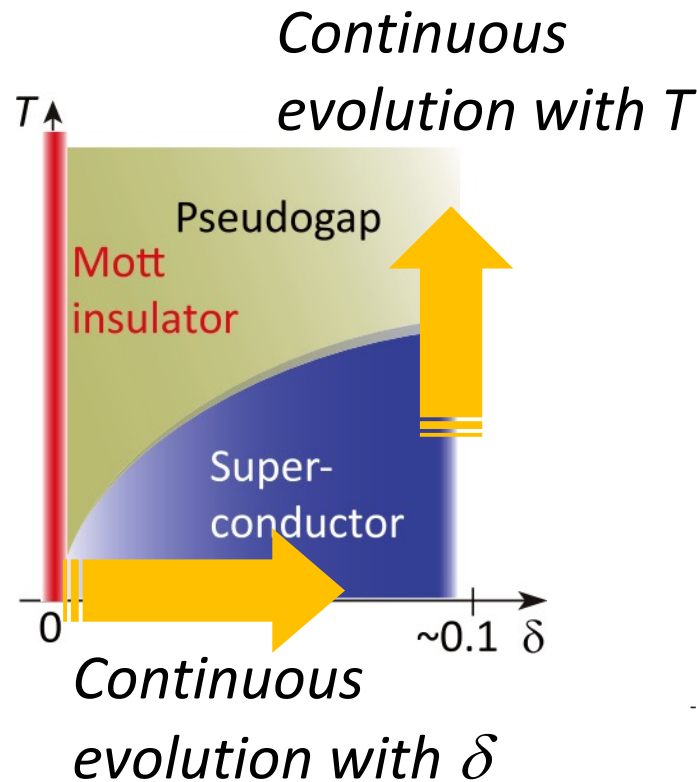 Continuous
evolution with T
T
Pseudogap
Mott
insulator
Super-
conductor
0
~0.1 δ
Continuous
evolution with δ
-